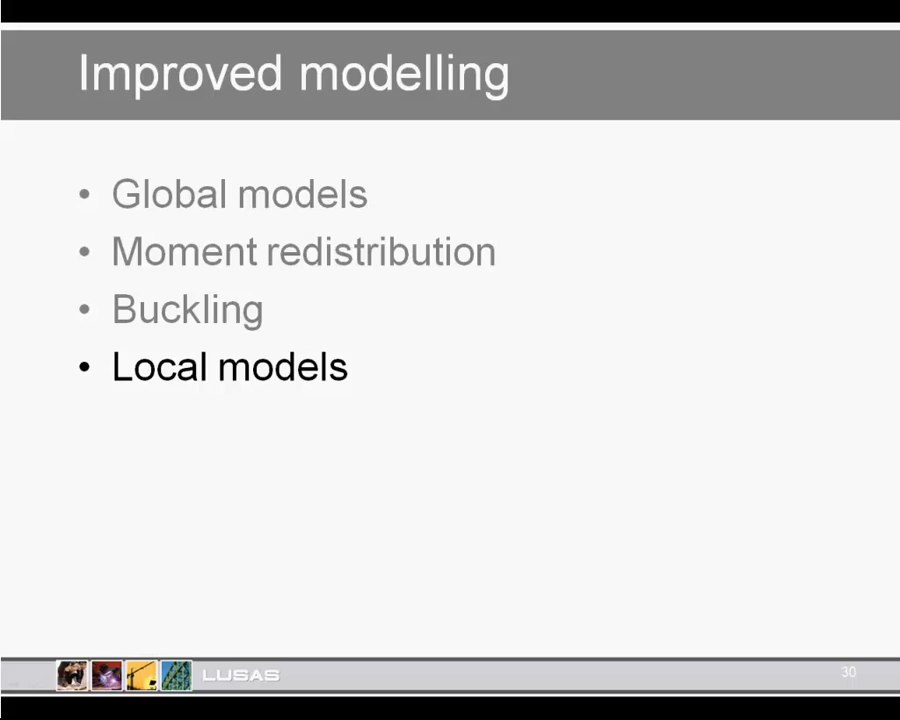 Improved modelling
• Global models
• Moment redistribution
• Buckling
• Local models
LUSAS
30